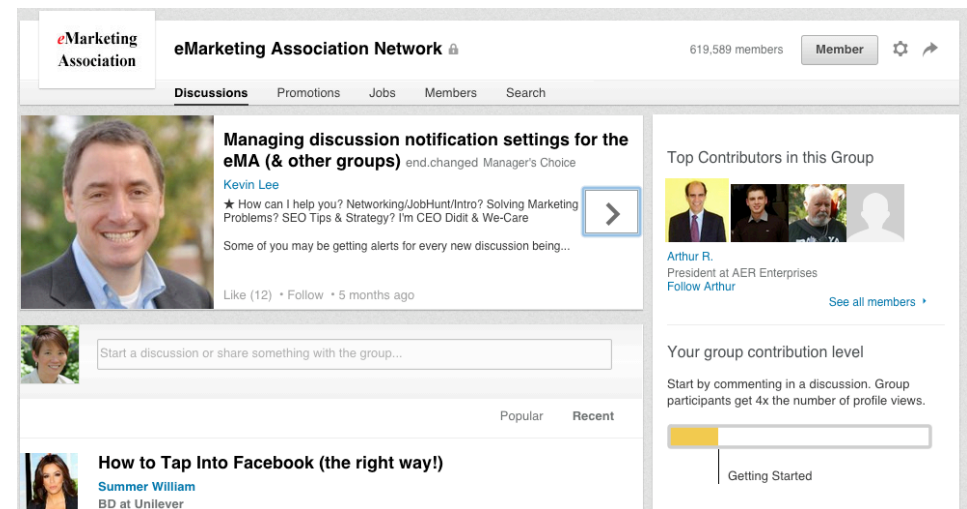 eMarketing
Association
eMarketing Association Network
619,589 members
Member
Discussions
Promotions
Jobs
Members
Search
Managing discussion notification settings for the
eMA (& other groups) end.changed Manager's Choice
Kevin Lee
★ How can I help you? Networking/JobHunt/Intro? Solving Marketing
Problems? SEO Tips & Strategy? I'm CEO Didit & We-Care
Some of you may be getting alerts for every new discussion being...
Like (12) • Follow • 5 months ago
Start a discussion or share something with the group...
Popular
Recent
How to Tap Into Facebook (the right way!)
Summer William
BD at Unilever
Top Contributors in this Group
Arthur R.
President at AER Enterprises
Follow Arthur
See all members
Your group contribution level
Start by commenting in a discussion. Group
participants get 4x the number of profile views.
Getting Started